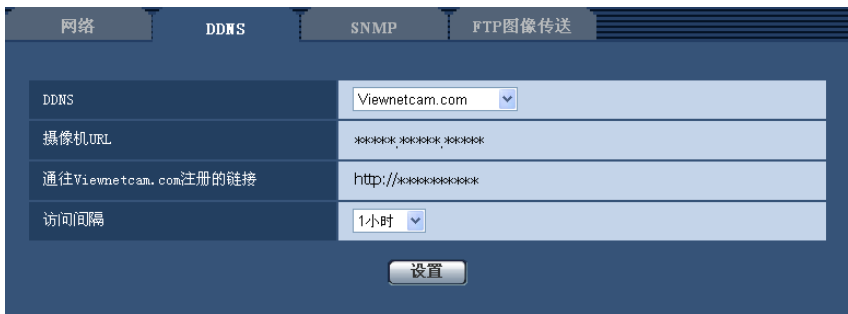 网络 DDNS SNMP FTP图像传送
DDNS Viewnetcam.com
摄像机URL *****.*****.*****
通往Viewnetcam.com注册的链接 http://**********
访问间隔 1小时
设置